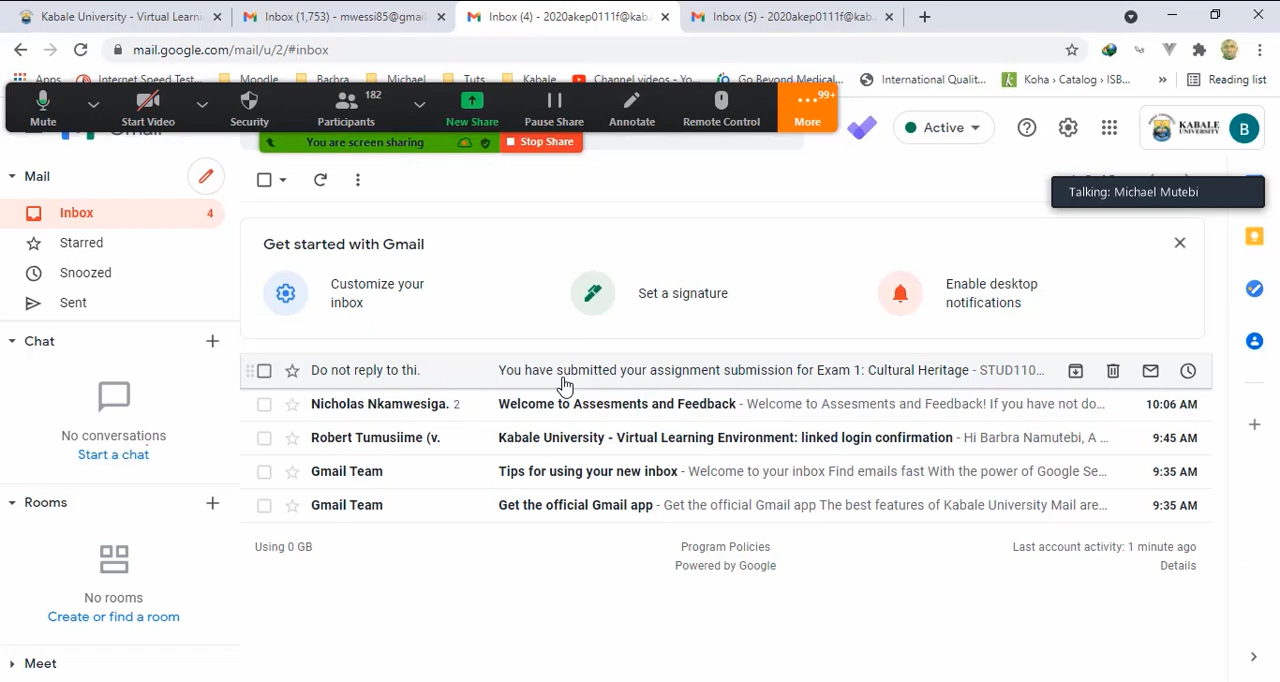 Kabale University - Virtual Learni
Inbox (1,753) - mwessi85@gmail.
Inbox (4) - 2020akep0111f@kab
Inbox (5) - 2020akep0111f@kab.
mail.google.com/mail/u/2/#inbox
Apps
Internet Speed Test...
Moodle
Barbra
Michael
Tuts
Kabale
Channel videos - Yo...
Go Beyond Medical...
International Qualit...
Koha › Catalog › ISB...
»
Reading list
Mute
Start Video
Security
182
Participants
New Share
Pause Share
Annotate
Remote Control
99+
More
Gmail
Active
KABALE
UNIVERSITY
B
You are screen sharing
Stop Share
Talking: Michael Mutebi
Mail
Inbox 4
Starred
Snoozed
Sent
Chat
No conversations
Start a chat
Rooms
No rooms
Create or find a room
Meet
Get started with Gmail
Customize your
inbox
Set a signature
Enable desktop
notifications
Do not reply to thi. You have submitted your assignment submission for Exam 1: Cultural Heritage - STUD110...
Nicholas Nkamwesiga. 2 Welcome to Assesments and Feedback - Welcome to Assesments and Feedback! If you have not do... 10:06 AM
Robert Tumusiime (v. Kabale University - Virtual Learning Environment: linked login confirmation - Hi Barbra Namutebi, A ... 9:45 AM
Gmail Team Tips for using your new inbox - Welcome to your inbox Find emails fast With the power of Google Se... 9:35 AM
Gmail Team Get the official Gmail app - Get the official Gmail app The best features of Kabale University Mail are... 9:35 AM
Using 0 GB
Program Policies
Powered by Google
Last account activity: 1 minute ago
Details